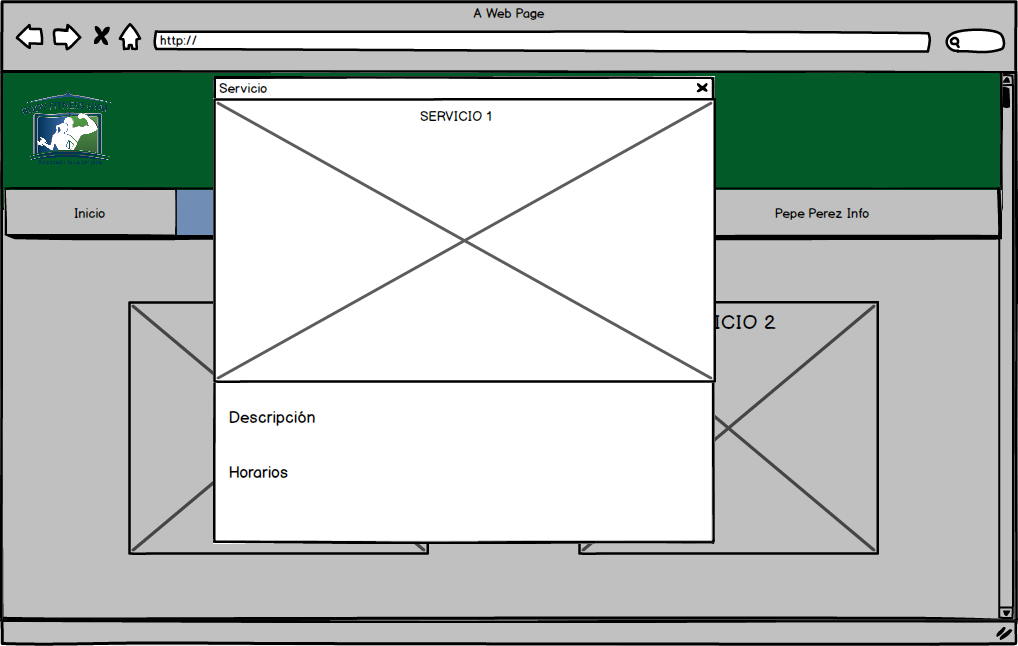 A Web Page
http://
Servicio
SERVICIO 1
Inicio
Pepe Perez Info
ICIO 2
Descripción
Horarios